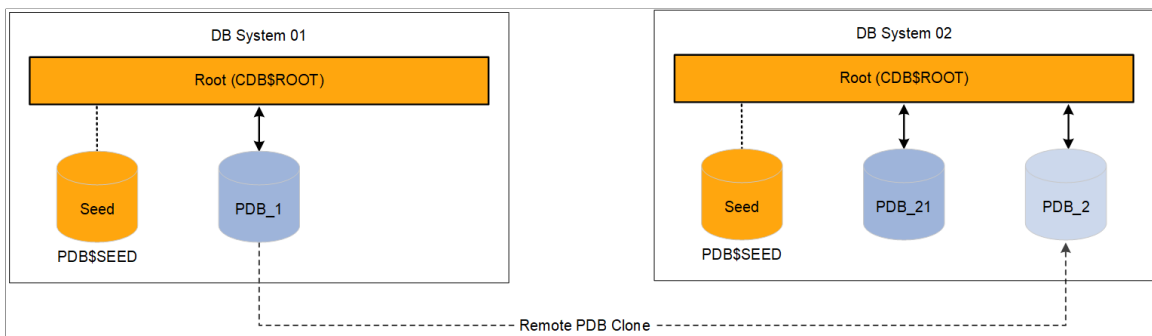 DB System 01
Root (CDB$ROOT)
Seed
PDB_1
PDB$SEED
DB System 02
Root (CDB$ROOT)
Seed
PDB_21
PDB_2
PDB$SEED
Remote PDB Clone